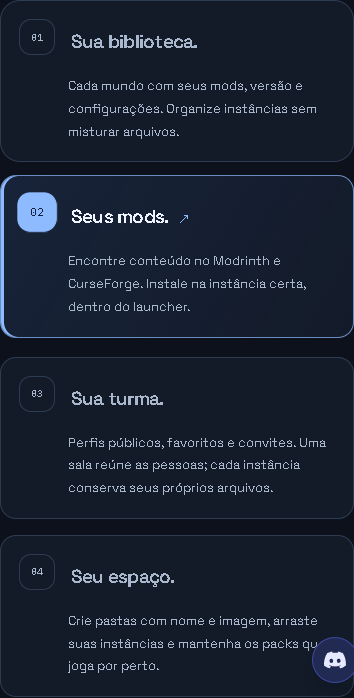 01
Sua biblioteca.
Cada mundo com seus mods, versão e
configurações. Organize instâncias sem
misturar arquivos.
02
Seus mods. ↗
Encontre conteúdo no Modrinth e
CurseForge. Instale na instância certa,
dentro do launcher.
03
Sua turma.
Perfis públicos, favoritos e convites. Uma
sala reúne as pessoas; cada instância
conserva seus próprios arquivos.
04
Seu espaço.
Crie pastas com nome e imagem, arraste
suas instâncias e mantenha os packs
joga por perto.